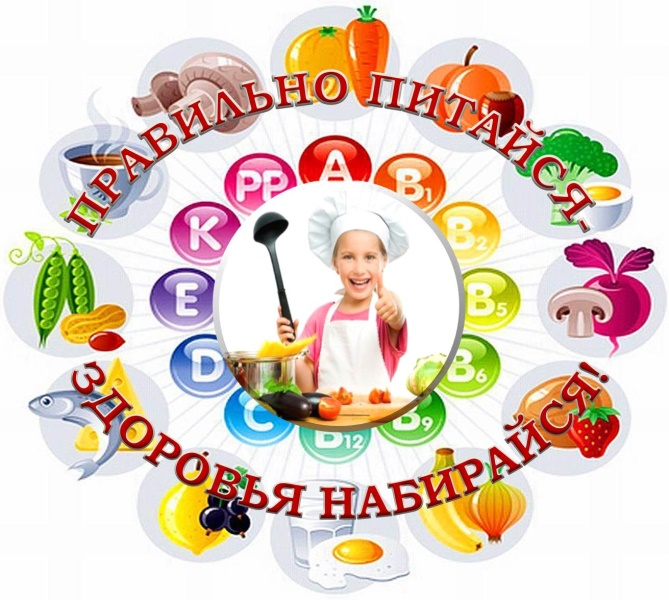 ПРАВИЛЬНО ПИТАЙСЯ-
PP
A
B1
K
B2
E
B5
D
B6
C
B12
B9
ЗДОРОВЬЯ НАБИРАЙСЯ!